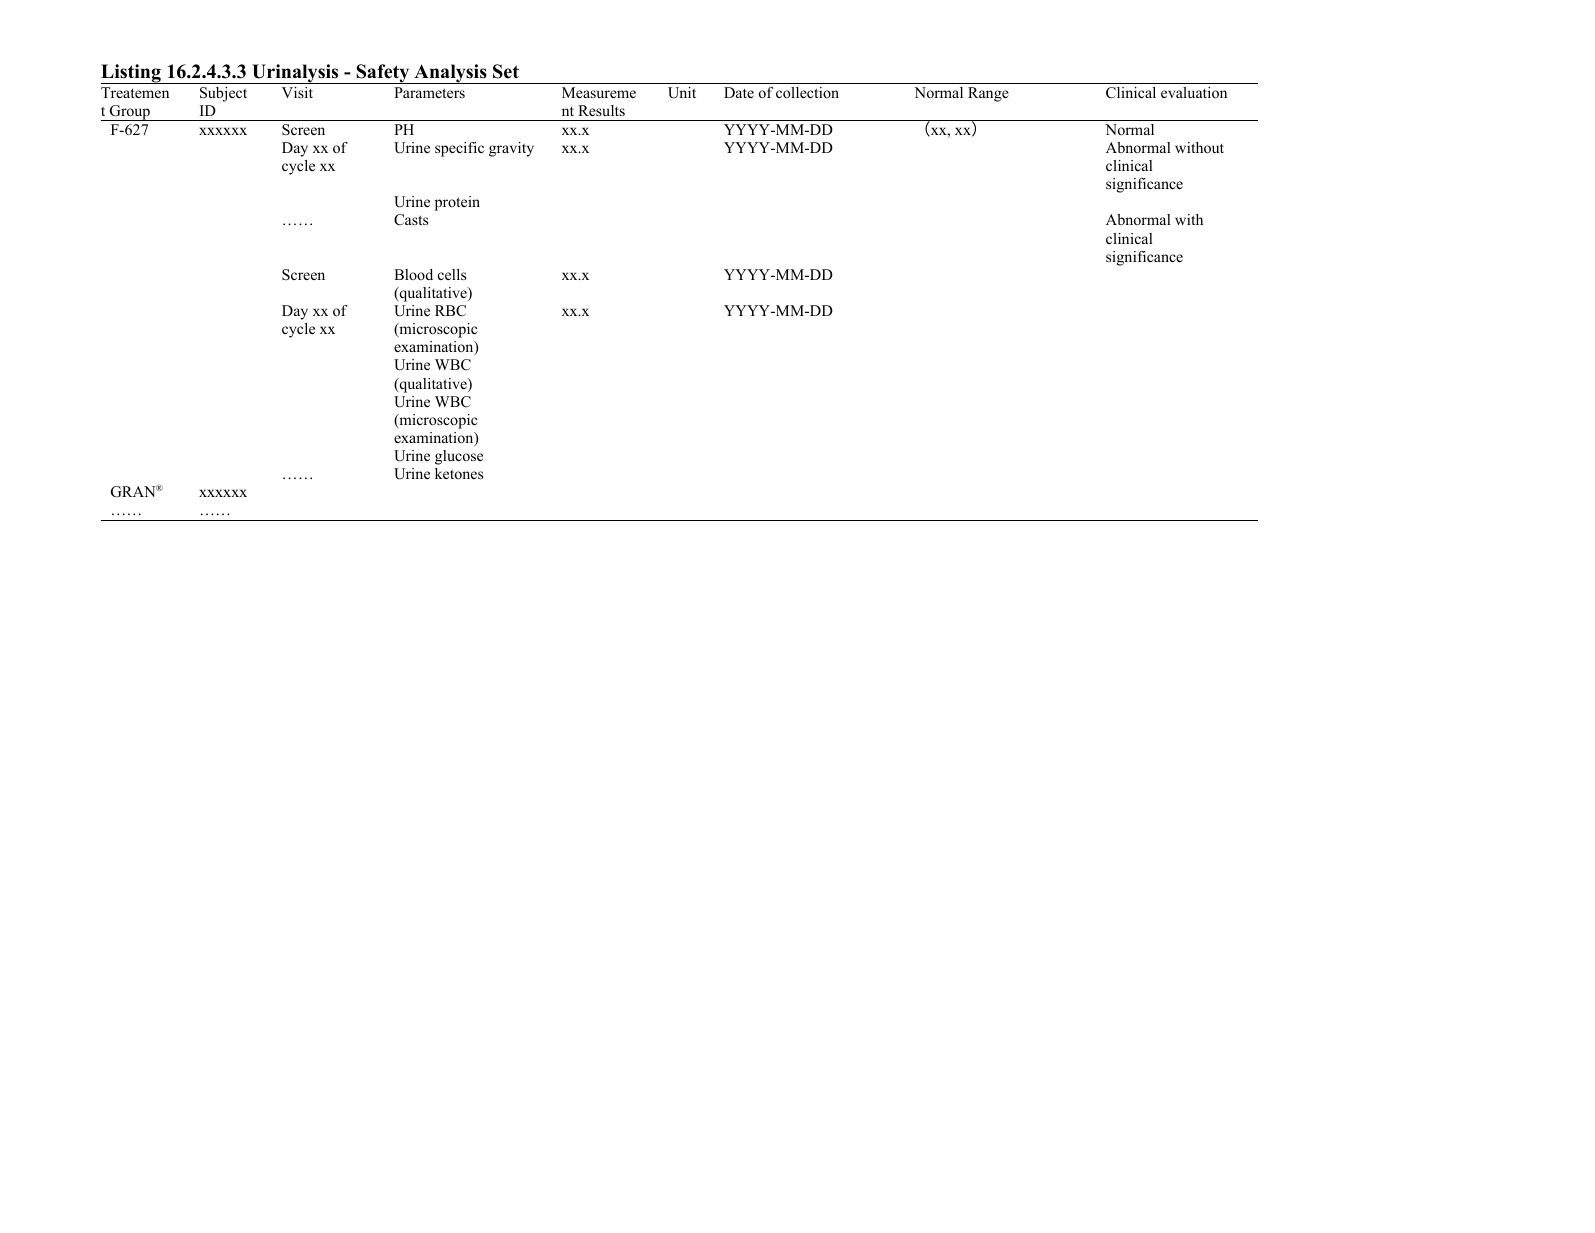 Listing 16.2.4.3.3 Urinalysis - Safety Analysis Set
Treatemen Subject Visit Parameters Measureme Unit Date of collection Normal Range Clinical evaluation
t Group ID nt Results
F-627 xxxxxx Screen PH xx.x YYYY-MM-DD （xx, xx） Normal
Day xx of Urine specific gravity xx.x YYYY-MM-DD Abnormal without
cycle xx clinical
significance
Urine protein
…… Casts Abnormal with
clinical
significance
Screen Blood cells xx.x YYYY-MM-DD
(qualitative)
Day xx of Urine RBC xx.x YYYY-MM-DD
cycle xx (microscopic
examination)
Urine WBC
(qualitative)
Urine WBC
(microscopic
examination)
Urine glucose
…… Urine ketones
GRAN® xxxxxx
…… ……